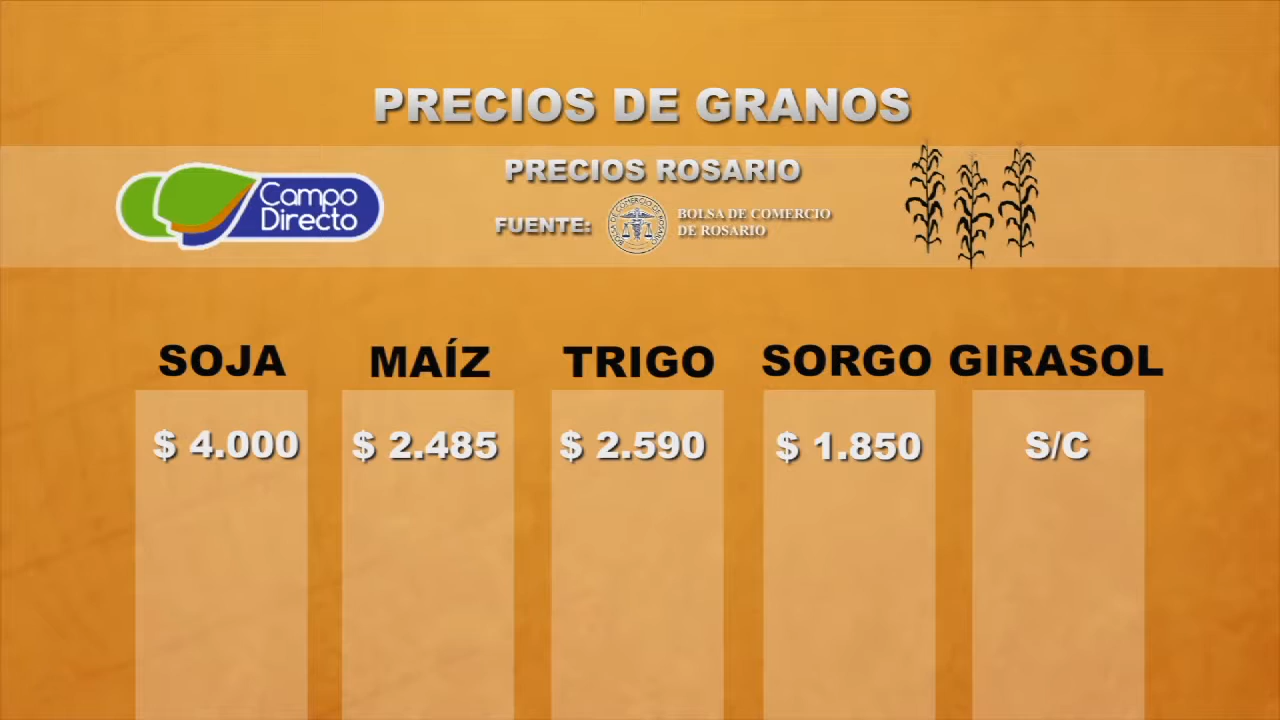 PRECIOS DE GRANOS
Campo
Directo
PRECIOS ROSARIO
FUENTE:
BOLSA DE COMERCIO
DE ROSARIO
SOJA MAÍZ TRIGO SORGO GIRASOL
$ 4.000 $ 2.485 $ 2.590 $ 1.850 S/C